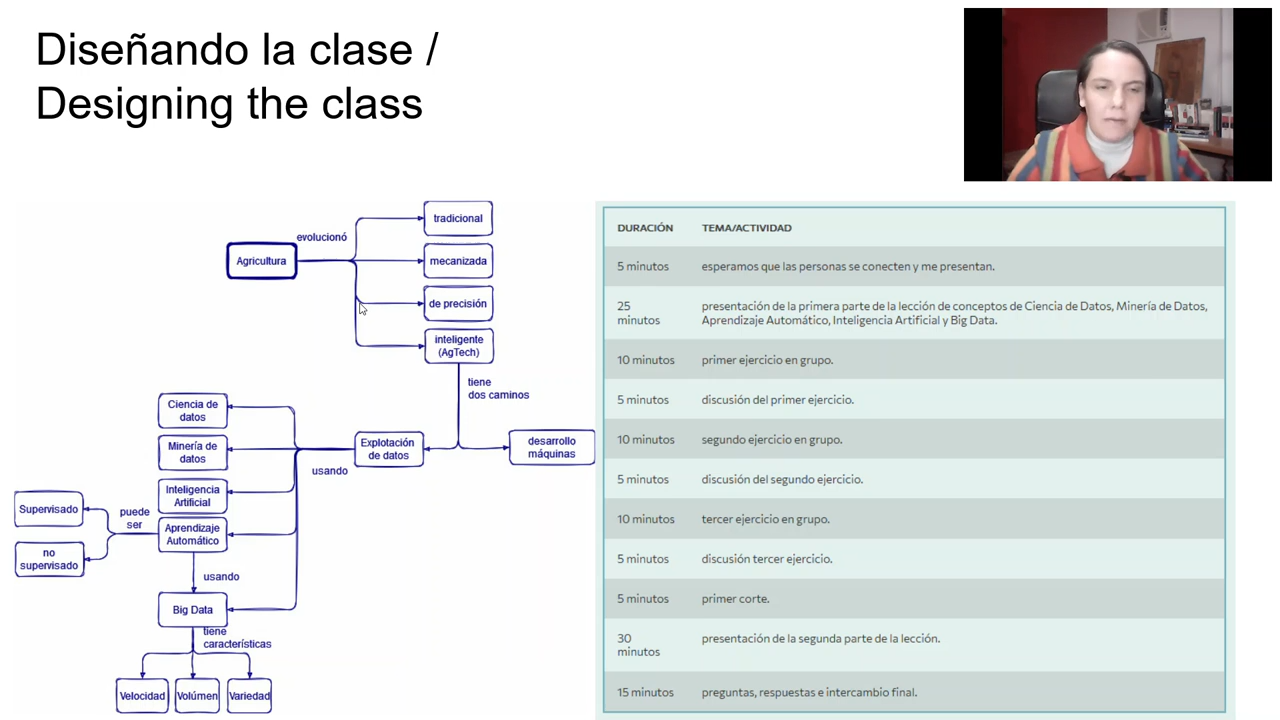 Diseñando la clase /
Designing the class
tradicional
evolucionó
Agricultura
mecanizada
de precisión
inteligente
(AgTech)
tiene
dos caminos
Ciencia de
datos
Minería de
datos
Explotación
de datos
desarrollo
máquinas
usando
Inteligencia
Artificial
Supervisado
puede
ser
Aprendizaje
Automático
no
supervisado
usando
Big Data
tiene
características
Velocidad
Volúmen
Variedad
DURACIÓN TEMA/ACTIVIDAD
5 minutos esperamos que las personas se conecten y me presentan.
25
minutos
presentación de la primera parte de la lección de conceptos de Ciencia de Datos, Minería de Datos,
Aprendizaje Automático, Inteligencia Artificial y Big Data.
10 minutos primer ejercicio en grupo.
5 minutos discusión del primer ejercicio.
10 minutos segundo ejercicio en grupo.
5 minutos discusión del segundo ejercicio.
10 minutos tercer ejercicio en grupo.
5 minutos discusión tercer ejercicio.
5 minutos primer corte.
30
minutos
presentación de la segunda parte de la lección.
15 minutos preguntas, respuestas e intercambio final.